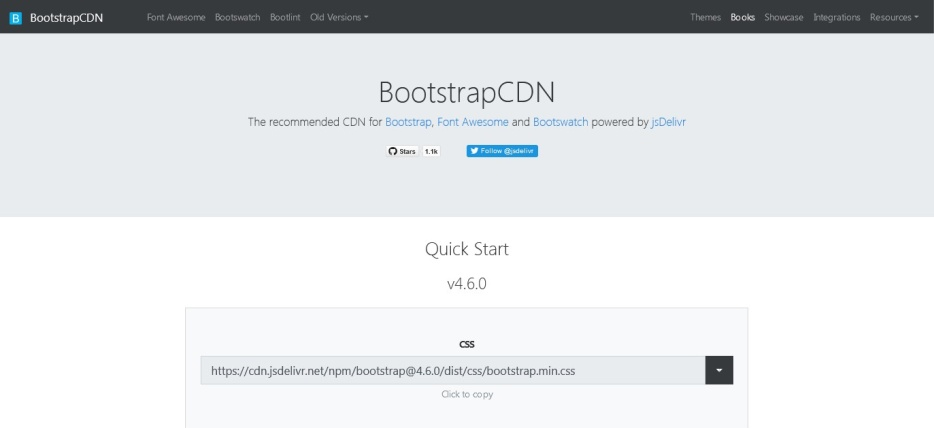 BootstrapCDN Font Awesome Bootswatch Bootlint Old Versions Themes Books Showcase Integrations Resources
BootstrapCDN
The recommended CDN for Bootstrap, Font Awesome and Bootswatch powered by jsDelivr
Stars 1.1k Follow @jsdelivr
Quick Start
v4.6.0
CSS
https://cdn.jsdelivr.net/npm/bootstrap@4.6.0/dist/css/bootstrap.min.css
Click to copy